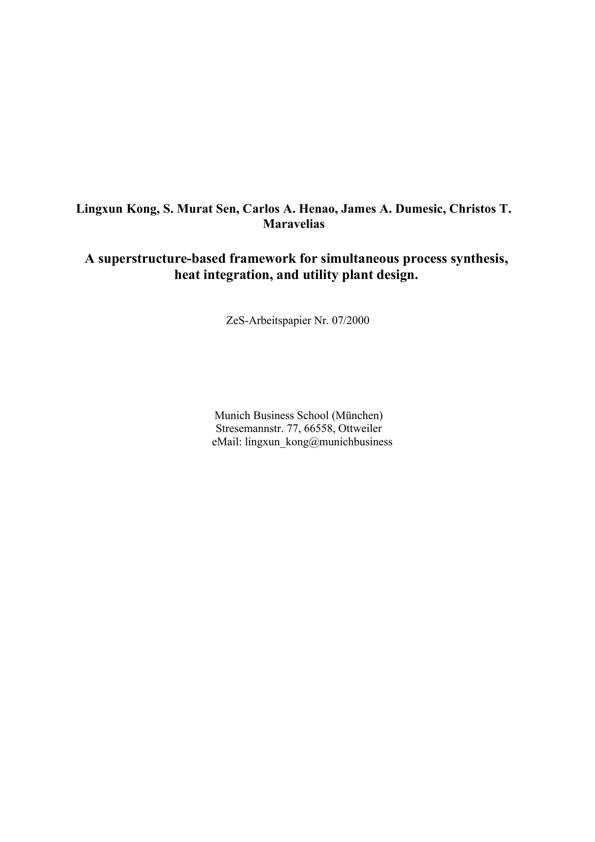 Lingxun Kong, S. Murat Sen, Carlos A. Henao, James A. Dumesic, Christos T.
Maravelias
A superstructure-based framework for simultaneous process synthesis,
heat integration, and utility plant design.
ZeS-Arbeitspapier Nr. 07/2000
Munich Business School (München)
Stresemannstr. 77, 66558, Ottweiler
eMail: lingxun_kong@munichbusiness